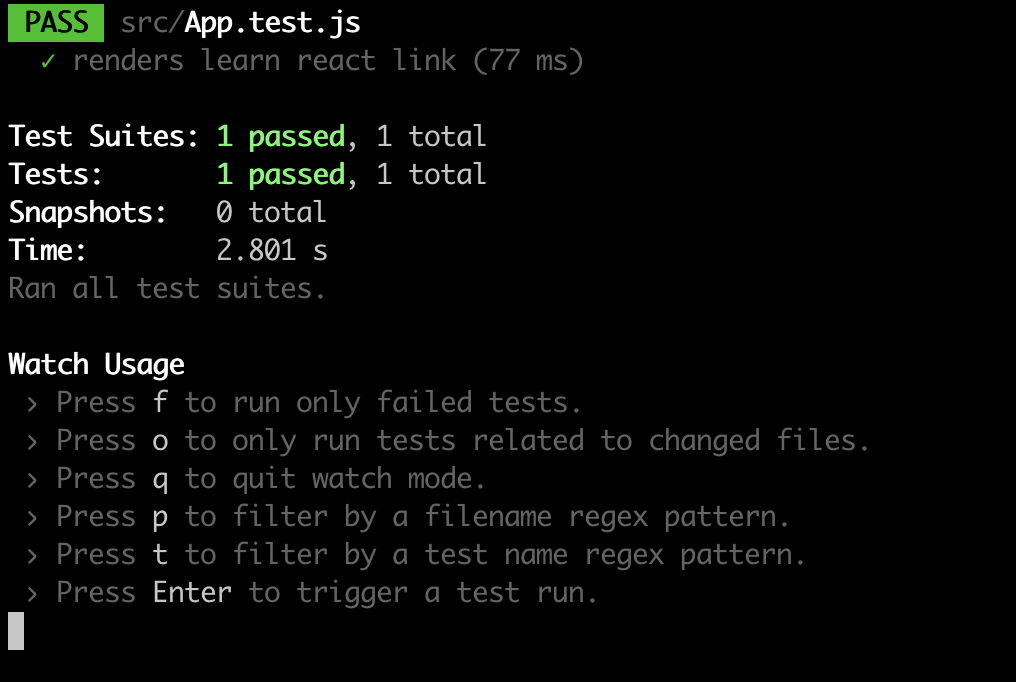 PASS src/App.test.js
✓ renders learn react link (77 ms)
Test Suites: 1 passed, 1 total
Tests: 1 passed, 1 total
Snapshots: 0 total
Time: 2.801 s
Ran all test suites.
Watch Usage
› Press f to run only failed tests.
› Press o to only run tests related to changed files.
› Press q to quit watch mode.
› Press p to filter by a filename regex pattern.
› Press t to filter by a test name regex pattern.
› Press Enter to trigger a test run.